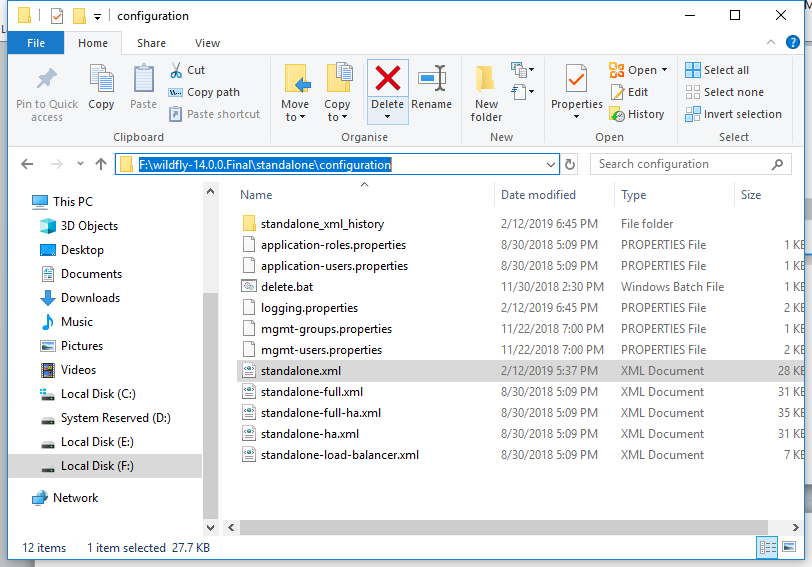 configuration
File Home Share View
Pin to Quick access
Copy
Paste
Cut
Copy path
Paste shortcut
Clipboard
Move to
Copy to
Delete
Rename
Organise
New folder
New
Properties
Open
Edit
History
Open
Select all
Select none
Invert selection
Select
F:\wildfly-14.0.0.Final\standalone\configuration
Search configuration
This PC
3D Objects
Desktop
Documents
Downloads
Music
Pictures
Videos
Local Disk (C:)
System Reserved (D:)
Local Disk (E:)
Local Disk (F:)
Network
Name Date modified Type Size
standalone_xml_history 2/12/2019 6:45 PM File folder
application-roles.properties 8/30/2018 5:09 PM PROPERTIES File 1 KB
application-users.properties 8/30/2018 5:09 PM PROPERTIES File 1 KB
delete.bat 11/30/2018 2:30 PM Windows Batch File 1 KB
logging.properties 2/12/2019 6:45 PM PROPERTIES File 2 KB
mgmt-groups.properties 11/22/2018 7:00 PM PROPERTIES File 1 KB
mgmt-users.properties 11/22/2018 7:00 PM PROPERTIES File 2 KB
standalone.xml 2/12/2019 5:37 PM XML Document 28 KB
standalone-full.xml 8/30/2018 5:09 PM XML Document 31 KB
standalone-full-ha.xml 8/30/2018 5:09 PM XML Document 35 KB
standalone-ha.xml 8/30/2018 5:09 PM XML Document 31 KB
standalone-load-balancer.xml 8/30/2018 5:09 PM XML Document 7 KB
12 items 1 item selected 27.7 KB